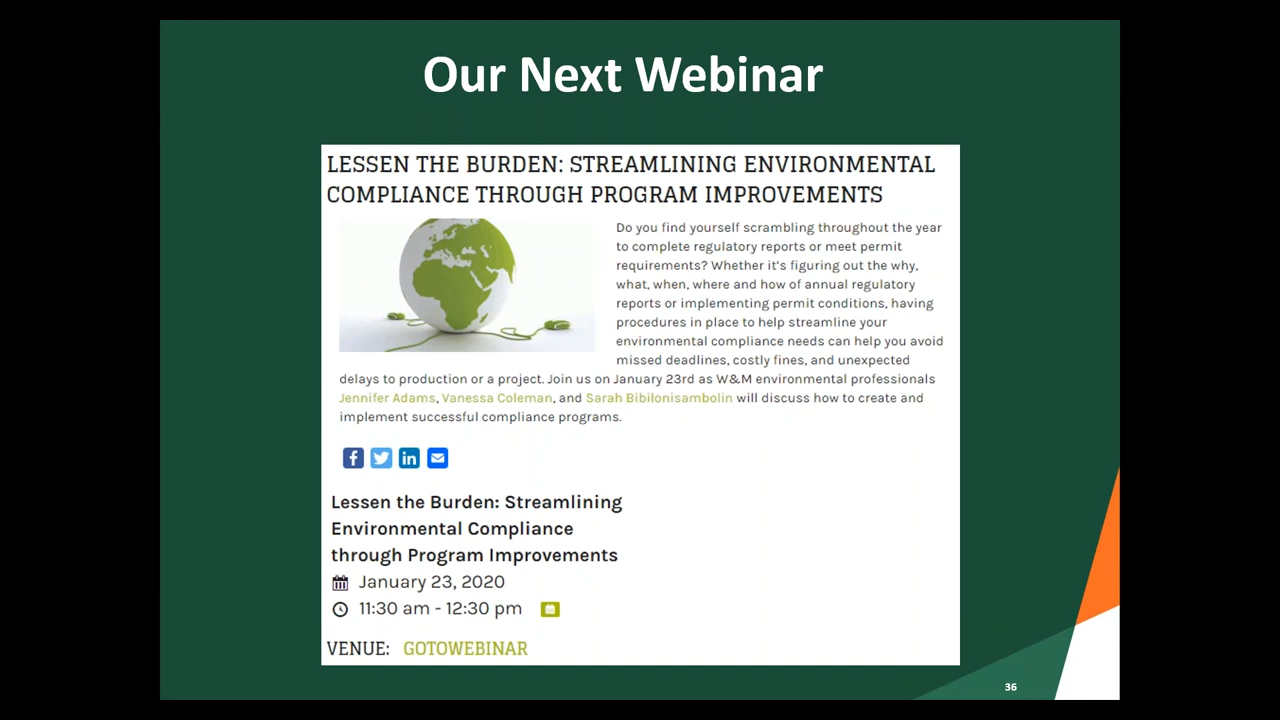 Our Next Webinar
LESSEN THE BURDEN: STREAMLINING ENVIRONMENTAL
COMPLIANCE THROUGH PROGRAM IMPROVEMENTS
Do you find yourself scrambling throughout the year
to complete regulatory reports or meet permit
requirements? Whether it's figuring out the why,
what, when, where and how of annual regulatory
reports or implementing permit conditions, having
procedures in place to help streamline your
environmental compliance needs can help you avoid
missed deadlines, costly fines, and unexpected
delays to production or a project. Join us on January 23rd as W&M environmental professionals
Jennifer Adams, Vanessa Coleman, and Sarah Bibilonisambolin will discuss how to create and
implement successful compliance programs.
Lessen the Burden: Streamlining
Environmental Compliance
through Program Improvements
January 23, 2020
11:30 am - 12:30 pm
VENUE: GOTOWEBINAR
36